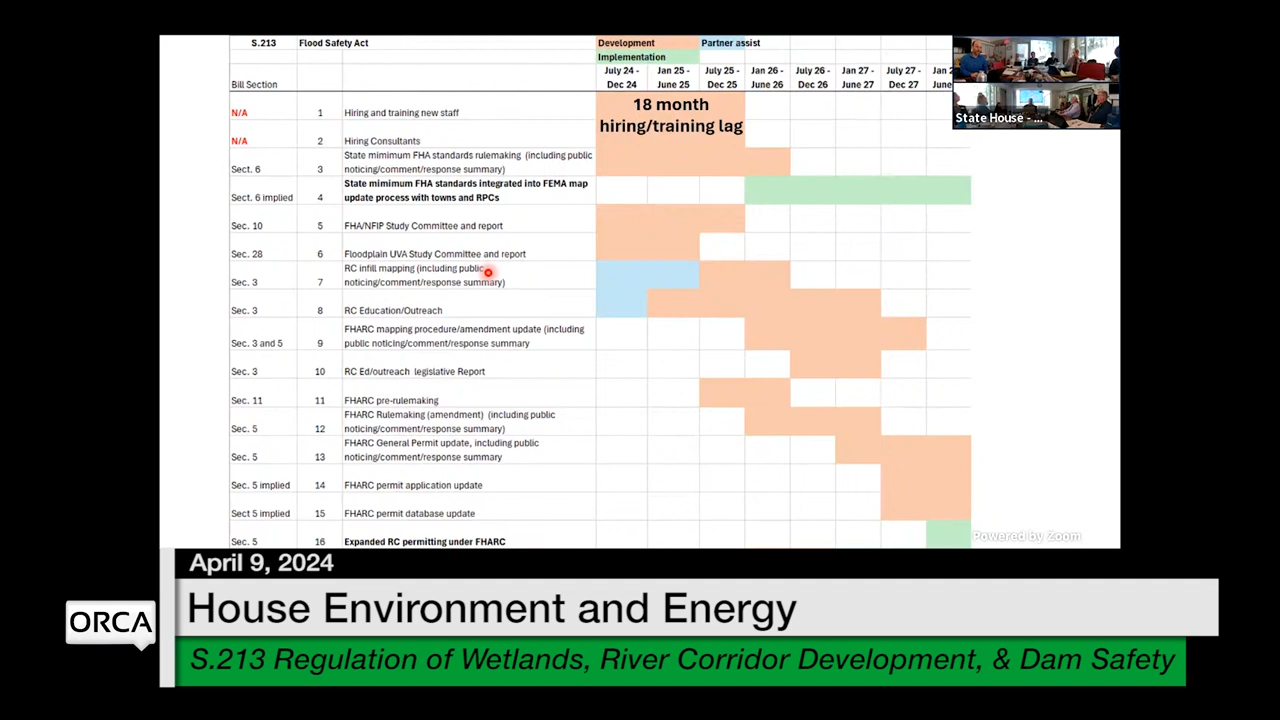 S.213 Flood Safety Act Development Partner assist
Implementation
July 24 - Jan 25 - July 25 - Jan 26 - July 26 - Jan 27 - July 27 - Jan 2
Bill Section Dec 24 June 25 Dec 25 June 26 Dec 26 June 27 Dec 27 June
18 month
hiring/training lag
N/A 1 Hiring and training new staff
N/A 2 Hiring Consultants
State mimimum FHA standards rulemaking (including public
Sect. 6 3 noticing/comment/response summary)
State mimimum FHA standards integrated into FEMA map
Sect. 6 implied 4 update process with towns and RPCs
Sec. 10 5 FHA/NFIP Study Committee and report
Sec. 28 6 Floodplain UVA Study Committee and report
RC infill mapping (including public
Sec. 3 7 noticing/comment/response summary)
Sec. 3 8 RC Education/Outreach
FHARC mapping procedure/amendment update (including
Sec. 3 and 5 9 public noticing/comment/response summary
Sec. 3 10 RC Ed/outreach legislative Report
Sec. 11 11 FHARC pre-rulemaking
FHARC Rulemaking (amendment) (including public
Sec. 5 12 noticing/comment/response summary)
FHARC General Permit update, including public
Sec. 5 13 noticing/comment/response summary
Sec. 5 implied 14 FHARC permit application update
Sect 5 implied 15 FHARC permit database update
Sec. 5 16 Expanded RC permitting under FHARC
State House - ...
Powered by Zoom
April 9, 2024
ORCA
House Environment and Energy
S.213 Regulation of Wetlands, River Corridor Development, & Dam Safety